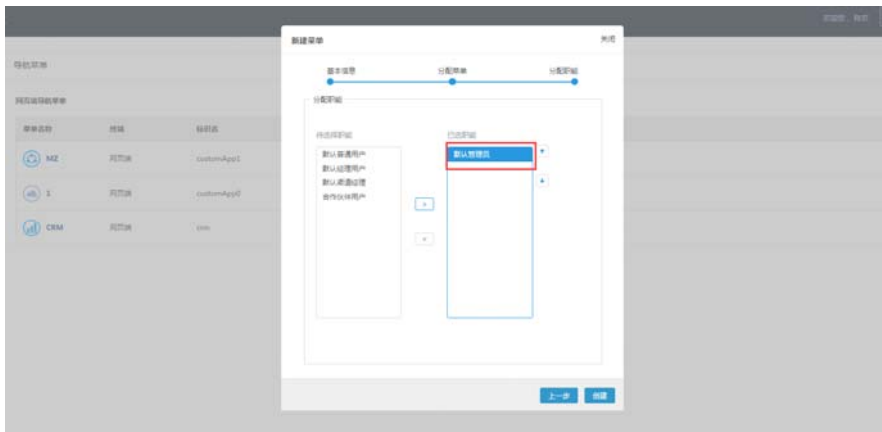 新建菜单
关闭
导航菜单
基本信息
分配菜单
分配职能
网页端导航菜单
分配职能
菜单名称
终端
标识名
待选择职能
已选职能
MZ
网页端
customApp1
默认普通用户
默认经理用户
默认渠道经理
合作伙伴用户
默认管理员
1
网页端
customApp0
CRM
网页端
crm
上一步
创建